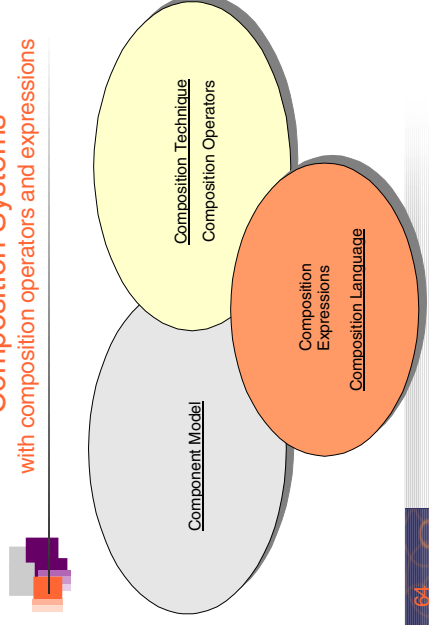 Composition Systems
with composition operators and expressions
Component Model
Composition Technique
Composition Operators
Composition
Expressions
Composition Language
64